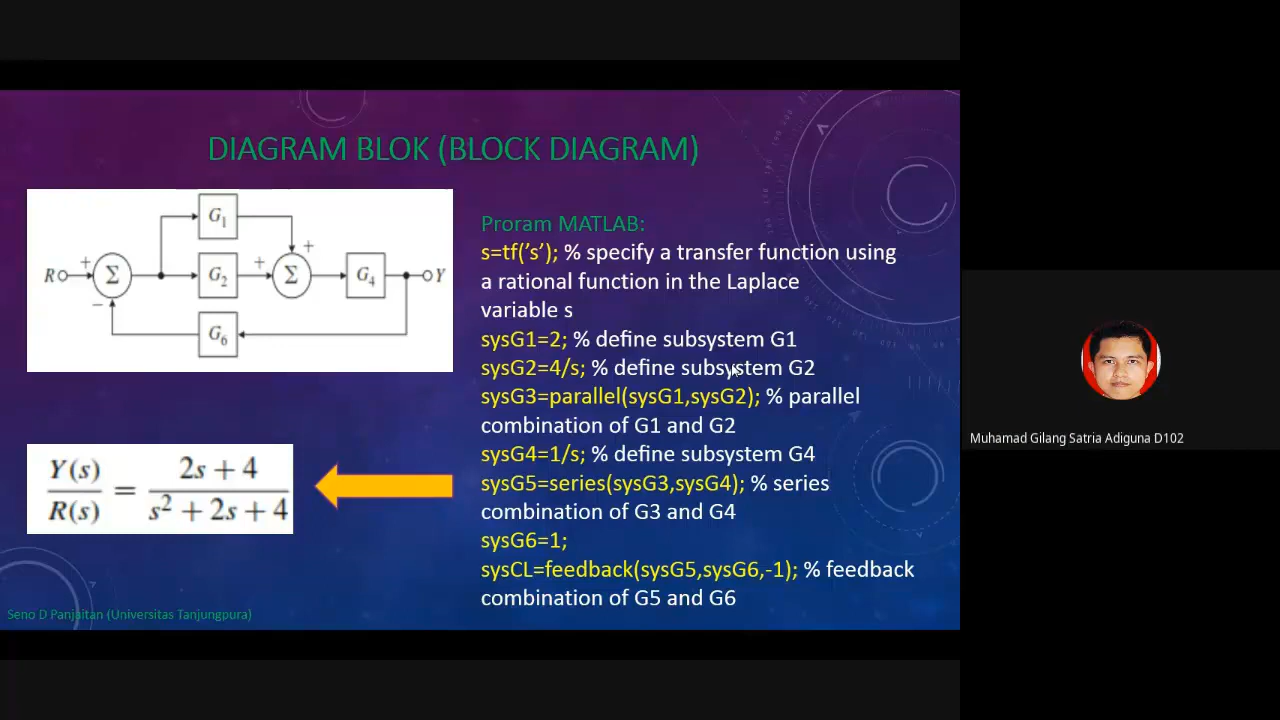 DIAGRAM BLOK (BLOCK DIAGRAM)
G1
R + Σ G2 + Σ + G4 Y
−
G6
Y(s) / R(s) = 2s + 4 / s² + 2s + 4
Proram MATLAB:
s=tf(’s’); % specify a transfer function using
a rational function in the Laplace
variable s
sysG1=2; % define subsystem G1
sysG2=4/s; % define subsystem G2
sysG3=parallel(sysG1,sysG2); % parallel
combination of G1 and G2
sysG4=1/s; % define subsystem G4
sysG5=series(sysG3,sysG4); % series
combination of G3 and G4
sysG6=1;
sysCL=feedback(sysG5,sysG6,-1); % feedback
combination of G5 and G6
Seno D Panjaitan (Universitas Tanjungpura)
Muhamad Gilang Satria Adiguna D102